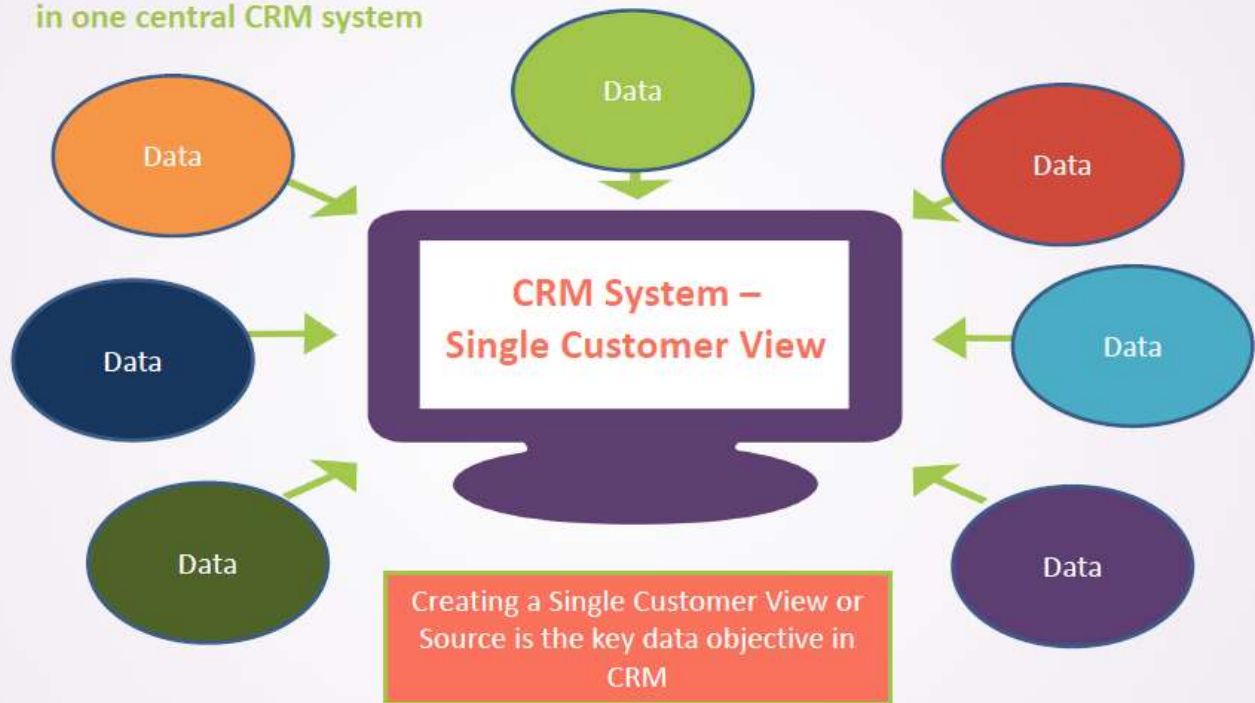 in one central CRM system
Data
Data
Data
CRM System –
Single Customer View
Data
Data
Data
Data
Creating a Single Customer View or
Source is the key data objective in
CRM